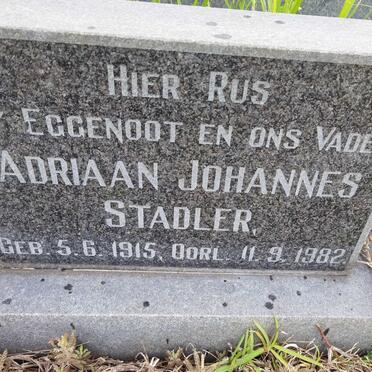 HIER RUS
EGGENOOT EN ONS VADE
ADRIAAN JOHANNES
STADLER,
GEB. 5.6.1915, OORL. 11.9.1982